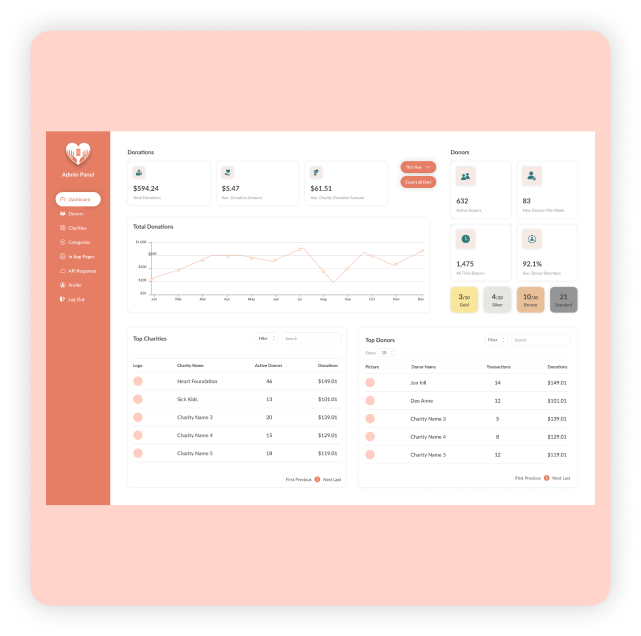 Admin Panel
Dashboard
Donors
Charities
Categories
In App Pages
API Response
Profile
Log Out
Donations
$594.24
Total Donations
$5.47
Avg. Donation Amount
$61.51
Avg. Charity Donation Amount
This Year
Export all Data
Donors
632
Active Donors
83
New Donors This Week
1,475
All Time Donors
92.1%
Avg. Donor Retention
3/50
Gold
4/20
Silver
10/30
Bronze
21
Standard
Total Donations
$1,000
$500
$200
$100
$50
Jan Feb Mar Apr May Jun Jul Aug Sep Oct Nov Dec
Top Charities
Filter
Search
Logo Charity Name Active Donors Donations
Heart Foundation 46 $149.01
Sick Kids 13 $101.01
Charity Name 3 20 $139.01
Charity Name 4 15 $129.01
Charity Name 5 18 $119.01
First Previous 1 Next Last
Top Donors
Filter
Search
Show 10
Picture Donor Name Transactions Donations
Jon hill 14 $149.01
Dee Anne 12 $101.01
Charity Name 3 5 $139.01
Charity Name 4 8 $129.01
Charity Name 5 12 $119.01
First Previous 1 Next Last